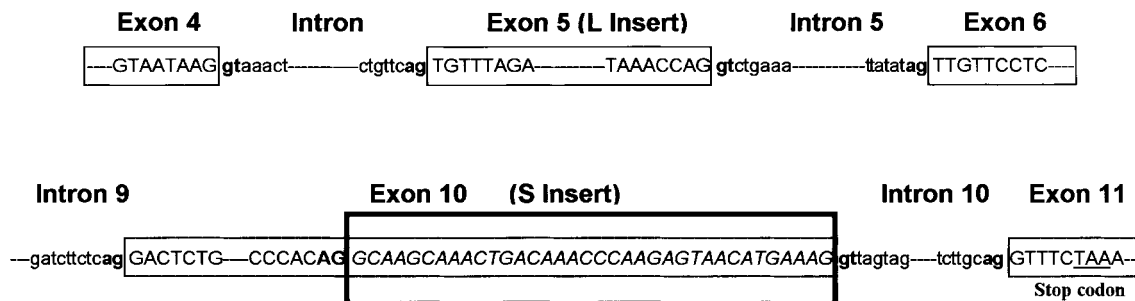 Exon 4 Intron Exon 5 (L Insert) Intron 5 Exon 6
----GTAATAAG gtaaact-----------ctgttcag TGTTTAGA----------TAAACCAG gtctgaaa-----------ttatatag TTGTTCCTC----
Intron 9 Exon 10 (S Insert) Intron 10 Exon 11
---gatcttctcag GACTCTG----CCCACAG GCAAGCAAACTGACAAACCCAAGAGTAACATGAAAG gttagtag----tcttgcag GTTTCTAAA--
Stop codon